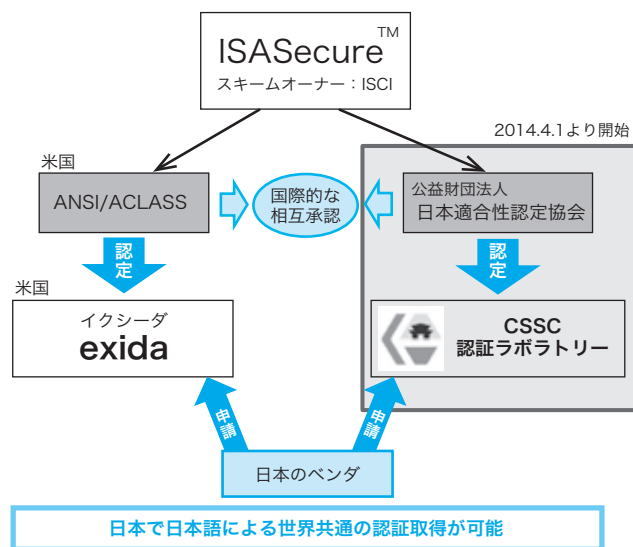 ISASecure™
スキームオーナー：ISCI
2014.4.1より開始
米国
ANSI/ACLASS
国際的な
相互承認
公益財団法人
日本適合性認定協会
認定
認定
米国
イクシーダ
exida
CSSC
認証ラボラトリー
申請
申請
日本のベンダ
日本で日本語による世界共通の認証取得が可能